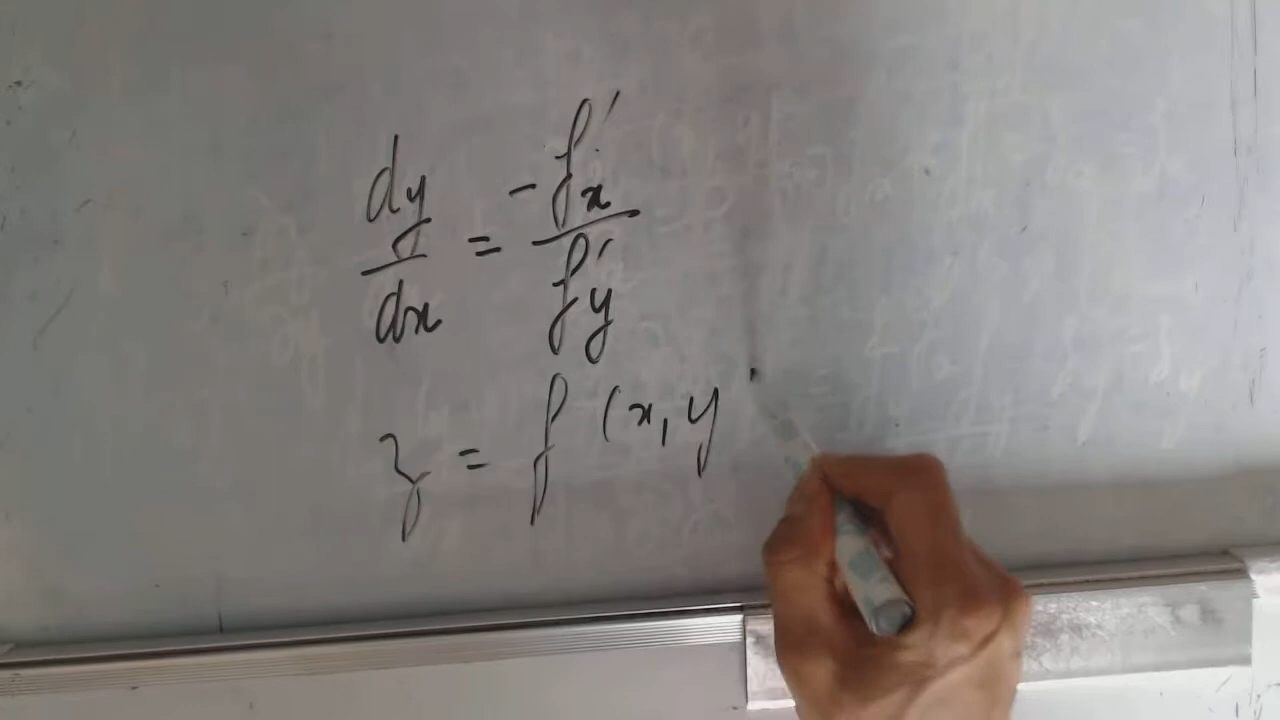 dy/dx = -f'x/f'y
z = f (x, y